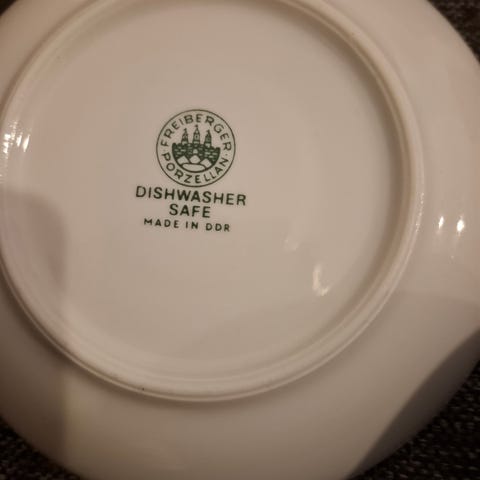 FREIBERGER
PORZELLAN
DISHWASHER
SAFE
MADE IN DDR